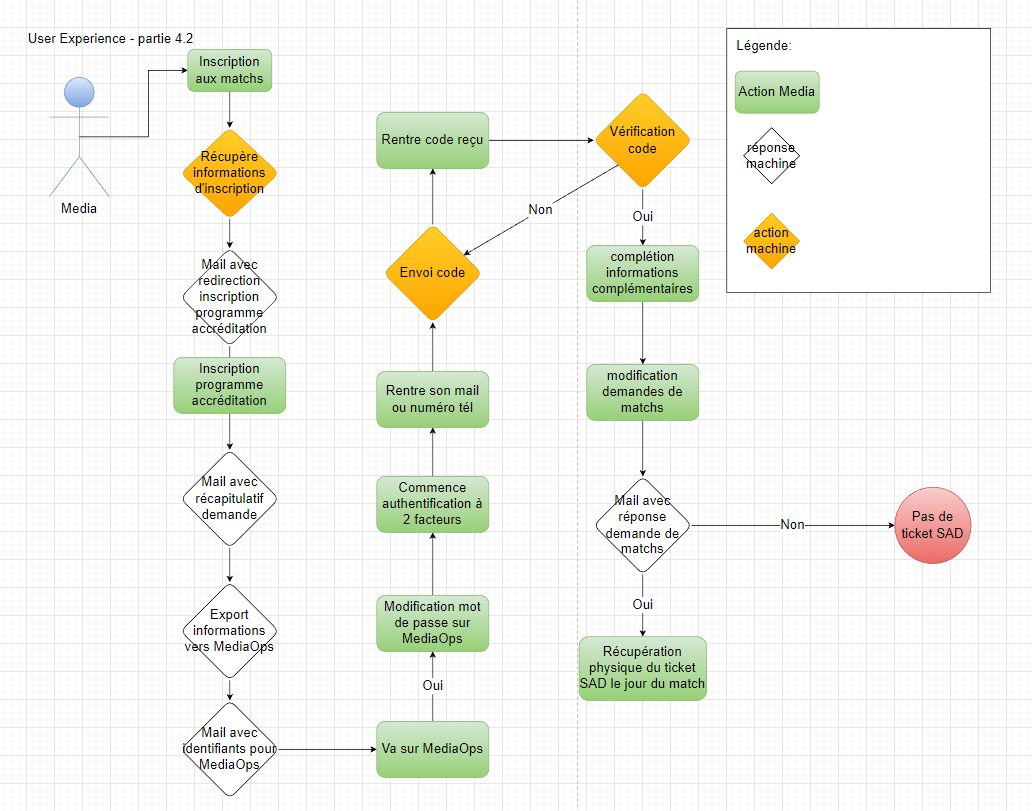 User Experience - partie 4.2
Media
Inscription
aux matchs
Récupère
informations
d'inscription
Mail avec
redirection
inscription
programme
accréditation
Inscription
programme
accréditation
Mail avec
récapitulatif
demande
Export
informations
vers MediaOps
Mail avec
identifiants pour
MediaOps
Va sur MediaOps
Oui
Modification mot
de passe sur
MediaOps
Commence
authentification à
2 facteurs
Rentre son mail
ou numéro tél
Envoi code
Rentre code reçu
Vérification
code
Non
Oui
complétion
informations
complémentaires
modification
demandes de
matchs
Mail avec
réponse
demande de
matchs
Non
Pas de
ticket SAD
Oui
Récupération
physique du ticket
SAD le jour du match
Légende:
Action Media
réponse
machine
action
machine